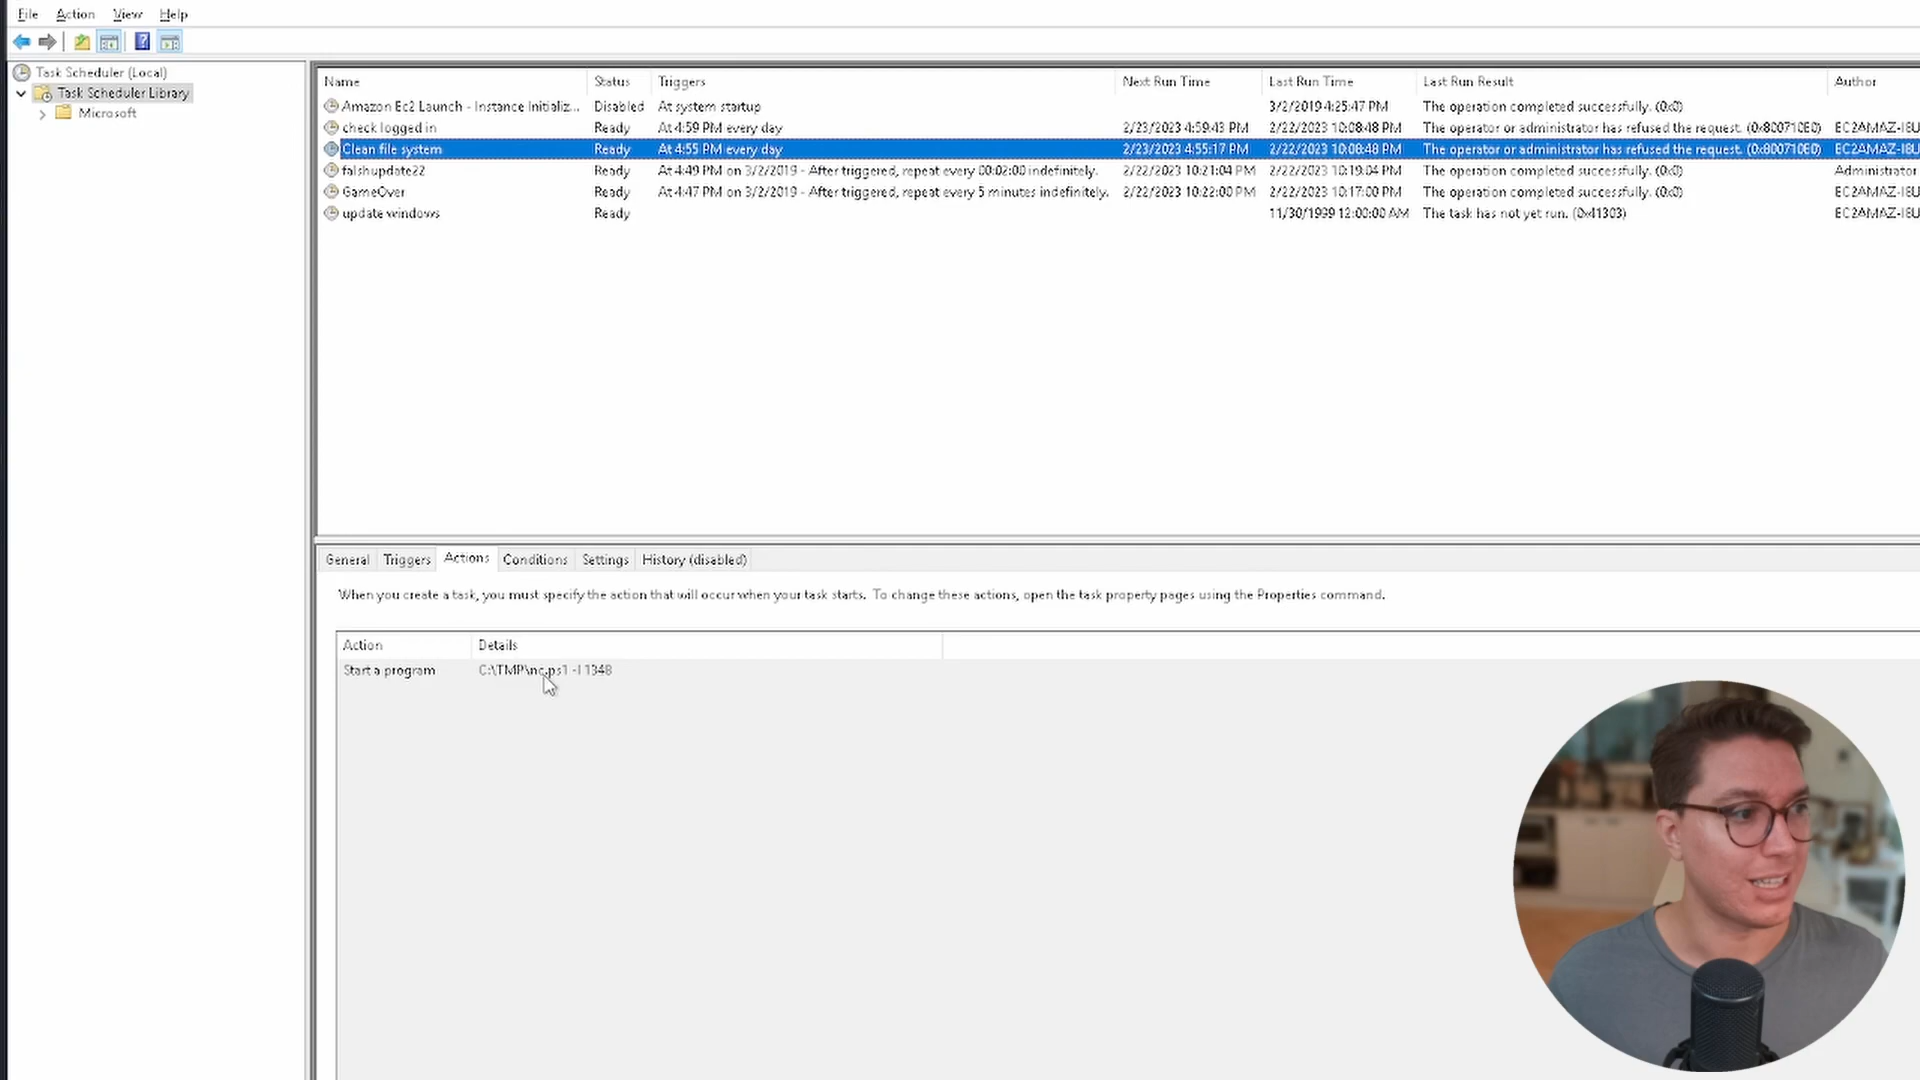 File Action View Help
Task Scheduler (Local)
Task Scheduler Library
Microsoft
Name Status Triggers Next Run Time Last Run Time Last Run Result Author
Amazon Ec2 Launch - Instance Initializ... Disabled At system startup 3/2/2019 4:25:47 PM The operation completed successfully. (0x0)
check logged in Ready At 4:59 PM every day 2/23/2023 4:59:43 PM 2/22/2023 10:08:48 PM The operator or administrator has refused the request. (0x800710E0) EC2AMAZ-I8U
Clean file system Ready At 4:55 PM every day 2/23/2023 4:55:17 PM 2/22/2023 10:08:48 PM The operator or administrator has refused the request. (0x800710E0) EC2AMAZ-I8U
falshupdate22 Ready At 4:49 PM on 3/2/2019 - After triggered, repeat every 00:02:00 indefinitely. 2/22/2023 10:21:04 PM 2/22/2023 10:19:04 PM The operation completed successfully. (0x0) Administrator
GameOver Ready At 4:47 PM on 3/2/2019 - After triggered, repeat every 5 minutes indefinitely. 2/22/2023 10:22:00 PM 2/22/2023 10:17:00 PM The operation completed successfully. (0x0) EC2AMAZ-I8U
update windows Ready 11/30/1999 12:00:00 AM The task has not yet run. (0x41303) EC2AMAZ-I8U
General Triggers Actions Conditions Settings History (disabled)
When you create a task, you must specify the action that will occur when your task starts. To change these actions, open the task property pages using the Properties command.
Action Details
Start a program C:\TMP\nc.ps1 -l 1348